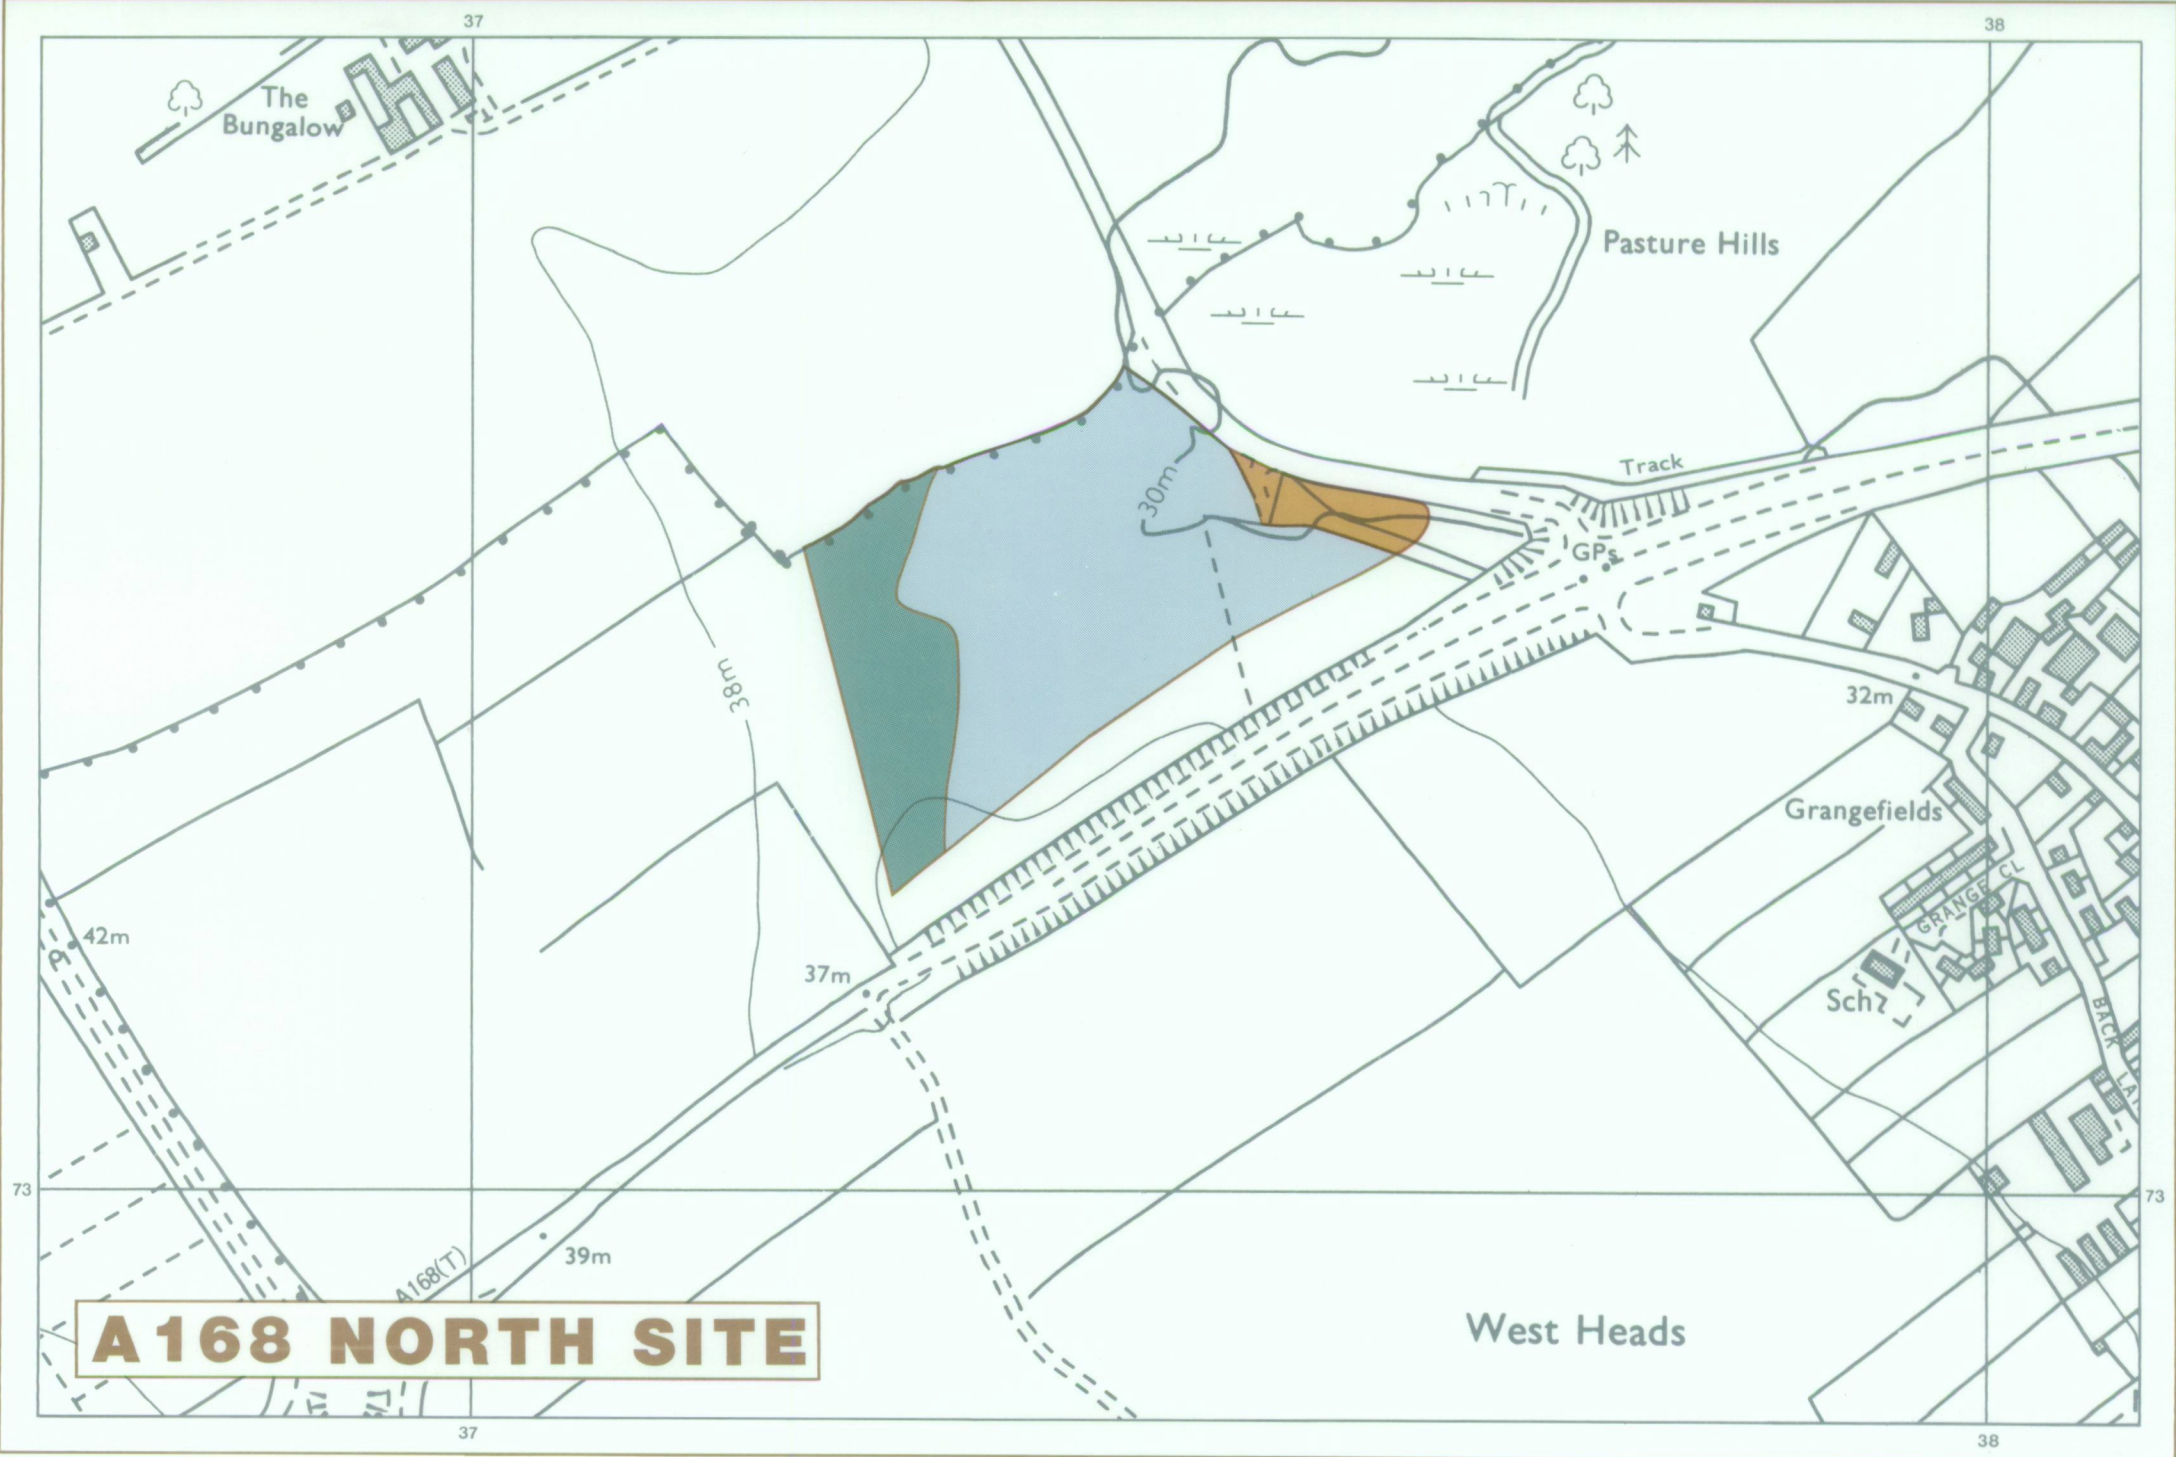 37
38
The
Bungalow
Pasture Hills
Track
30m
GPs
38m
32m
Grangefields
GRANGE CL
42m
37m
Sch
BACK
73
73
A168(T)
39m
A168 NORTH SITE
West Heads
37
38